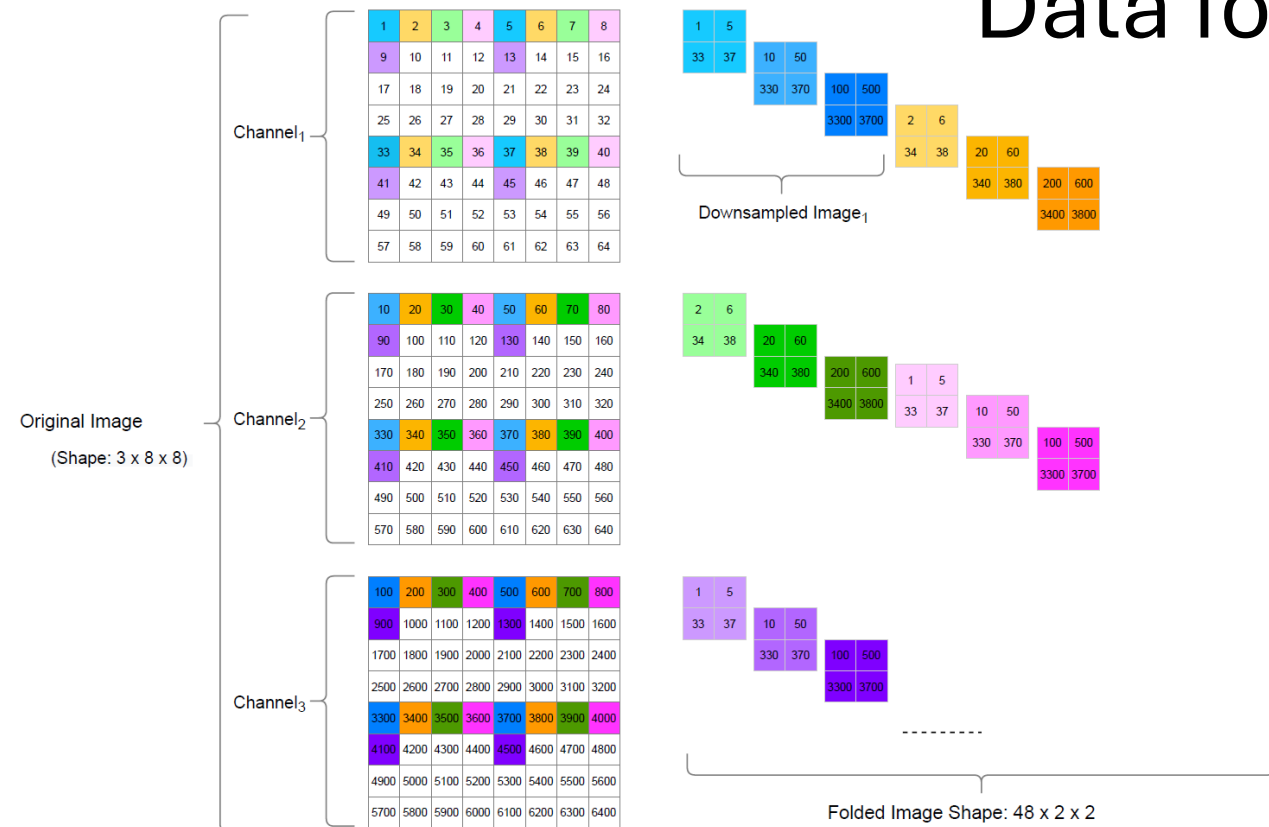 Data fo
Original Image
(Shape: 3 x 8 x 8)
Channel1
1 2 3 4 5 6 7 8
9 10 11 12 13 14 15 16
17 18 19 20 21 22 23 24
25 26 27 28 29 30 31 32
33 34 35 36 37 38 39 40
41 42 43 44 45 46 47 48
49 50 51 52 53 54 55 56
57 58 59 60 61 62 63 64
1 5
33 37
10 50
330 370
100 500
3300 3700
2 6
34 38
20 60
340 380
200 600
3400 3800
Downsampled Image1
Channel2
10 20 30 40 50 60 70 80
90 100 110 120 130 140 150 160
170 180 190 200 210 220 230 240
250 260 270 280 290 300 310 320
330 340 350 360 370 380 390 400
410 420 430 440 450 460 470 480
490 500 510 520 530 540 550 560
570 580 590 600 610 620 630 640
2 6
34 38
20 60
340 380
200 600
3400 3800
1 5
33 37
10 50
330 370
100 500
3300 3700
Channel3
100 200 300 400 500 600 700 800
900 1000 1100 1200 1300 1400 1500 1600
1700 1800 1900 2000 2100 2200 2300 2400
2500 2600 2700 2800 2900 3000 3100 3200
3300 3400 3500 3600 3700 3800 3900 4000
4100 4200 4300 4400 4500 4600 4700 4800
4900 5000 5100 5200 5300 5400 5500 5600
5700 5800 5900 6000 6100 6200 6300 6400
1 5
33 37
10 50
330 370
100 500
3300 3700
Folded Image Shape: 48 x 2 x 2